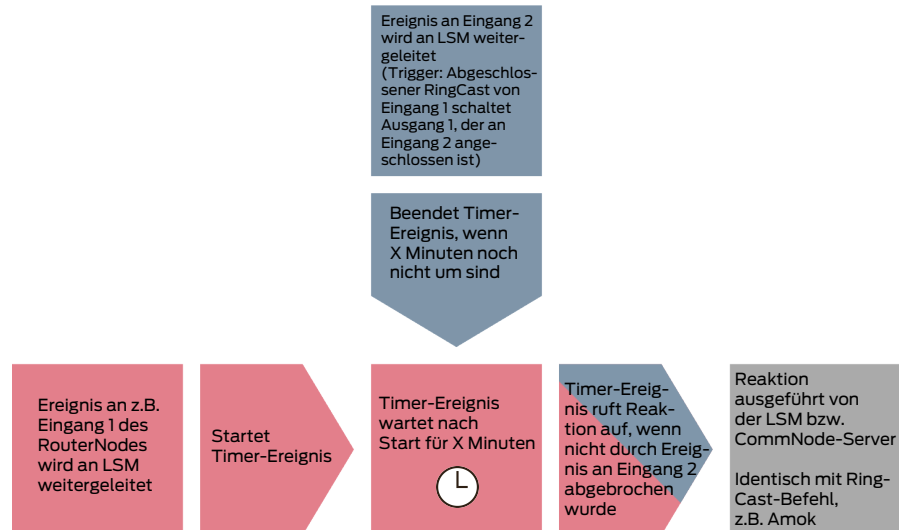 Ereignis an Eingang 2
wird an LSM weiter-
geleitet
(Trigger: Abgeschlos-
sener RingCast von
Eingang 1 schaltet
Ausgang 1, der an
Eingang 2 ange-
schlossen ist)
Beendet Timer-
Ereignis, wenn
X Minuten noch
nicht um sind
Ereignis an z.B.
Eingang 1 des
RouterNodes
wird an LSM
weitergeleitet
Startet
Timer-Ereignis
Timer-Ereignis
wartet nach
Start für X Minuten
Timer-Ereig-
nis ruft Reak-
tion auf, wenn
nicht durch Ereig-
nis an Eingang 2
abgebrochen
wurde
Reaktion
ausgeführt von
der LSM bzw.
CommNode-Server
Identisch mit Ring-
Cast-Befehl,
z.B. Amok